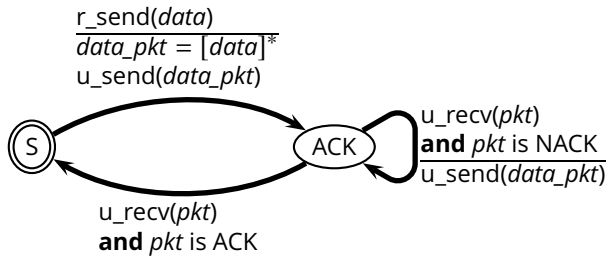 r_send(data)
data_pkt = [data]*
u_send(data_pkt)
S
ACK
u_recv(pkt)
and pkt is NACK
u_send(data_pkt)
u_recv(pkt)
and pkt is ACK